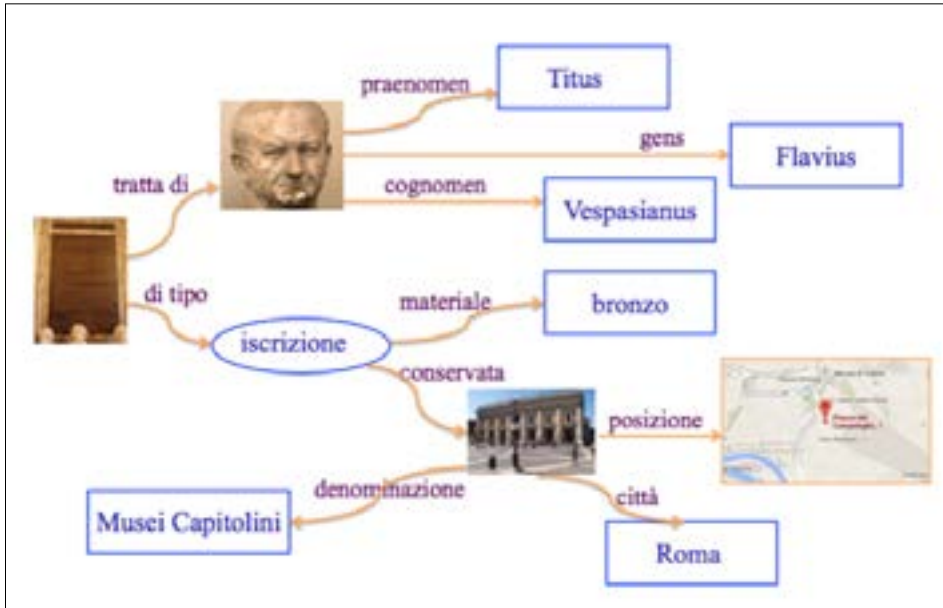 praenomen
Titus
gens
Flavius
cognomen
Vespasianus
tratta di
di tipo
iscrizione
materiale
bronzo
conservata
posizione
denominazione
Musei Capitolini
città
Roma